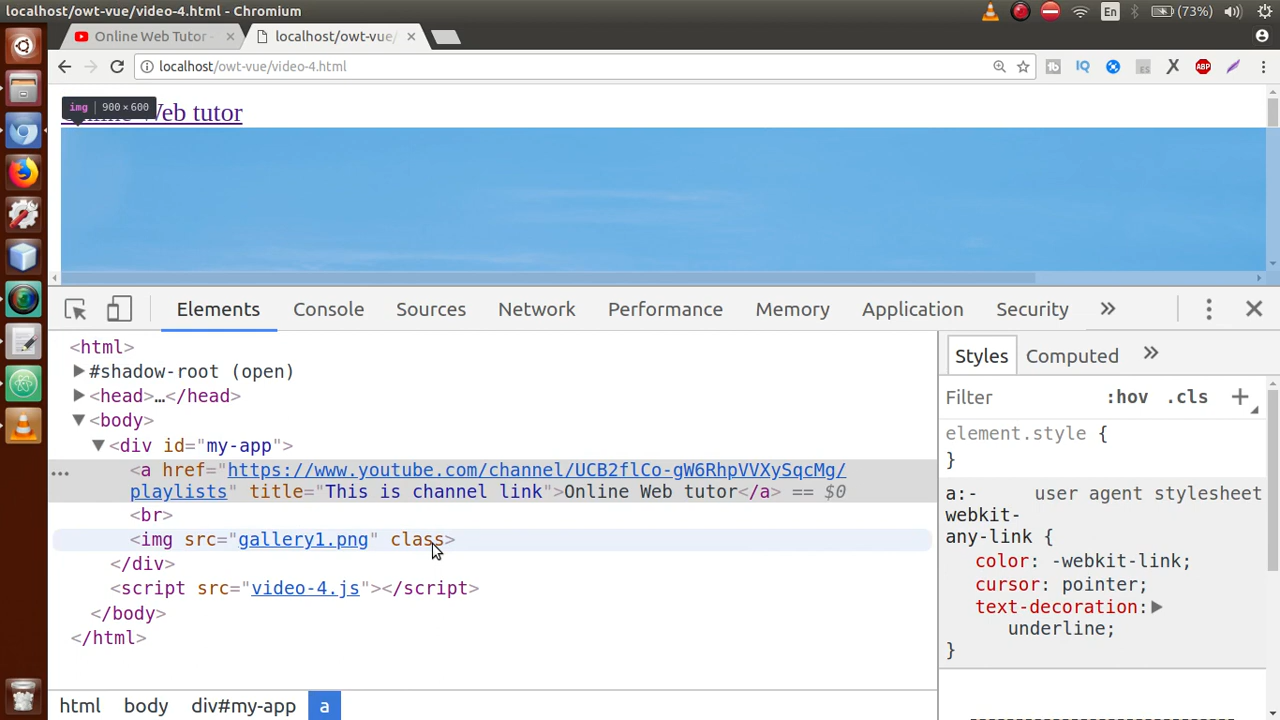 localhost/owt-vue/video-4.html - Chromium
En
(73%)
Online Web Tutor -
localhost/owt-vue/
localhost/owt-vue/video-4.html
IQ
ES
X
ABP
img 900 × 600
Web tutor
Elements Console Sources Network Performance Memory Application Security »
<html>
#shadow-root (open)
<head>…</head>
<body>
<div id="my-app">
<a href="https://www.youtube.com/channel/UCB2flCo-gW6RhpVVXySqcMg/
playlists" title="This is channel link">Online Web tutor</a> == $0
<br>
<img src="gallery1.png" class>
</div>
<script src="video-4.js"></script>
</body>
</html>
html body div#my-app a
Styles Computed »
Filter :hov .cls +
element.style {
}
a:- user agent stylesheet
webkit-
any-link {
color: -webkit-link;
cursor: pointer;
text-decoration:
underline;
}